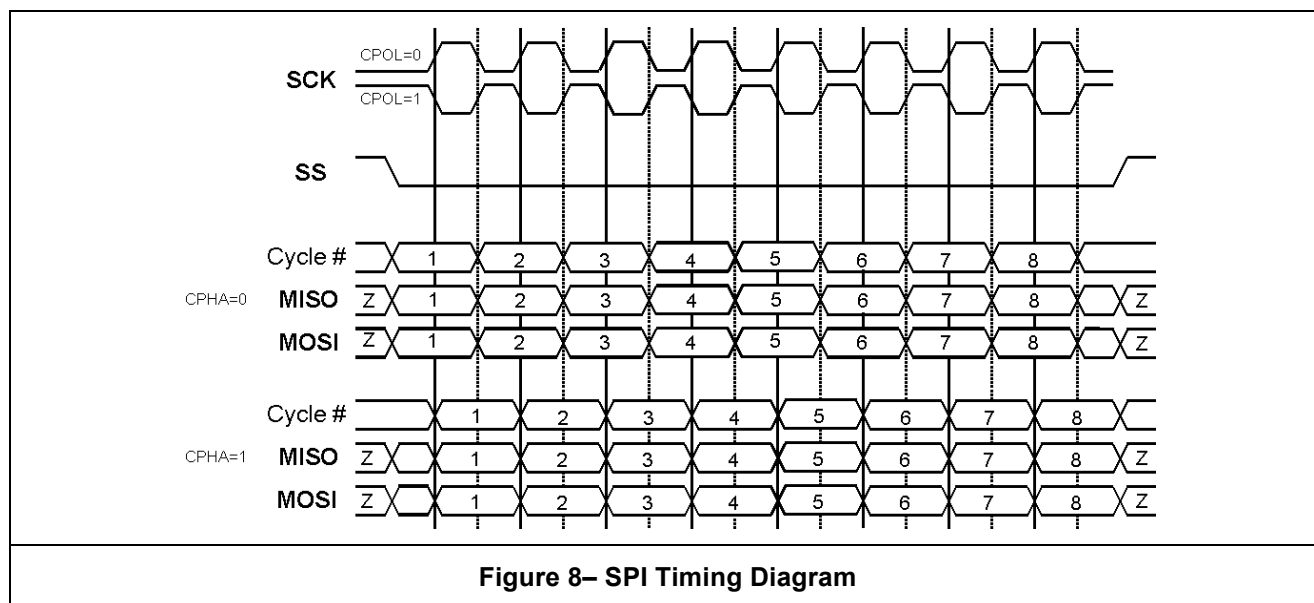 CPOL=0
SCK
CPOL=1
SS
Cycle # 1 2 3 4 5 6 7 8
CPHA=0 MISO Z 1 2 3 4 5 6 7 8 Z
MOSI Z 1 2 3 4 5 6 7 8 Z
Cycle # 1 2 3 4 5 6 7 8
CPHA=1 MISO Z 1 2 3 4 5 6 7 8 Z
MOSI Z 1 2 3 4 5 6 7 8 Z
Figure 8– SPI Timing Diagram